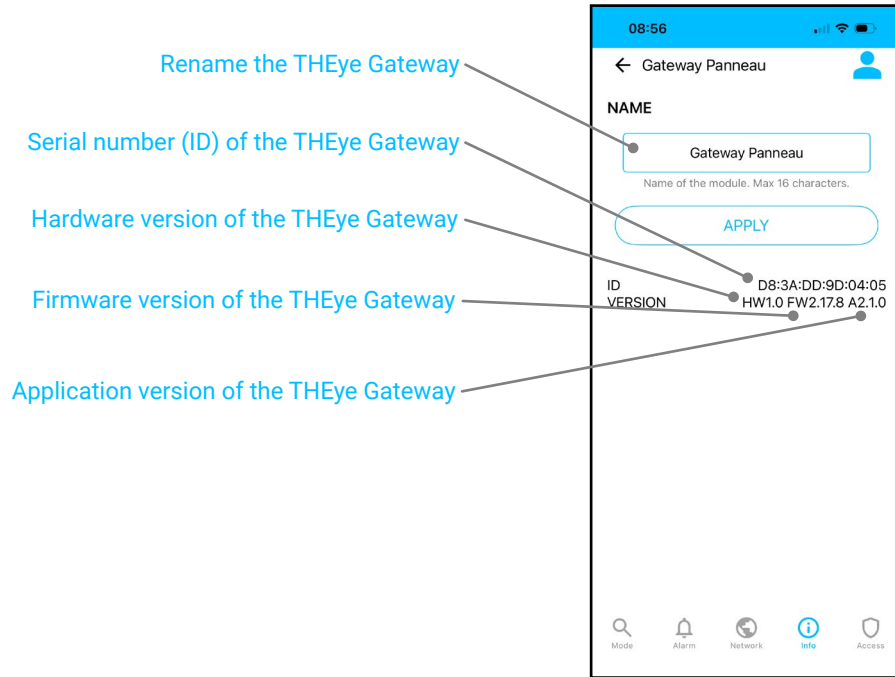 08:56
Rename the THEye Gateway
Gateway Panneau
NAME
Serial number (ID) of the THEye Gateway
Gateway Panneau
Name of the module. Max 16 characters.
Hardware version of the THEye Gateway
APPLY
ID D8:3A:DD:9D:04:05
Firmware version of the THEye Gateway
VERSION HW1.0 FW2.17.8 A2.1.0
Application version of the THEye Gateway
Mode Alarm Network Info Access